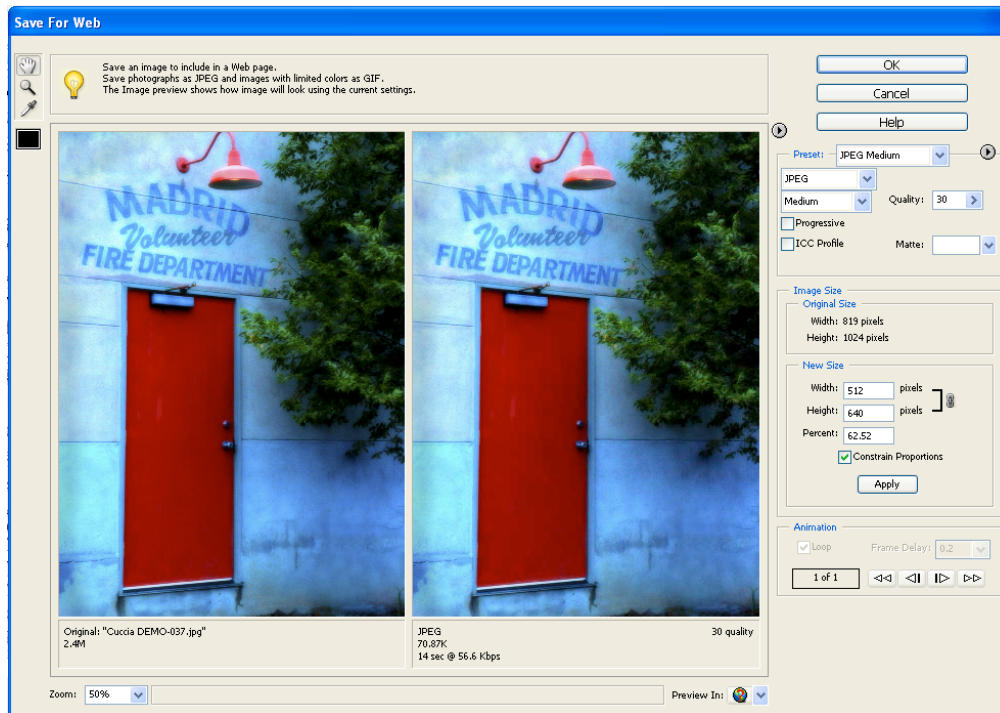 Save For Web
Save an image to include in a Web page.
Save photographs as JPEG and images with limited colors as GIF.
The Image preview shows how image will look using the current settings.
OK
Cancel
Help
Preset: JPEG Medium
JPEG
Medium
Quality: 30
Progressive
ICC Profile
Matte:
MADRID
Volunteer
FIRE DEPARTMENT
MADRID
Volunteer
FIRE DEPARTMENT
Image Size
Original Size
Width: 819 pixels
Height: 1024 pixels
New Size
Width: 512 pixels
Height: 640 pixels
Percent: 62.52
Constrain Proportions
Apply
Animation
Loop
Frame Delay: 0.2
1 of 1
Original: "Cuccia DEMO-037.jpg"
2.4M
JPEG
30 quality
70.87K
14 sec @ 56.6 Kbps
Zoom: 50%
Preview In: